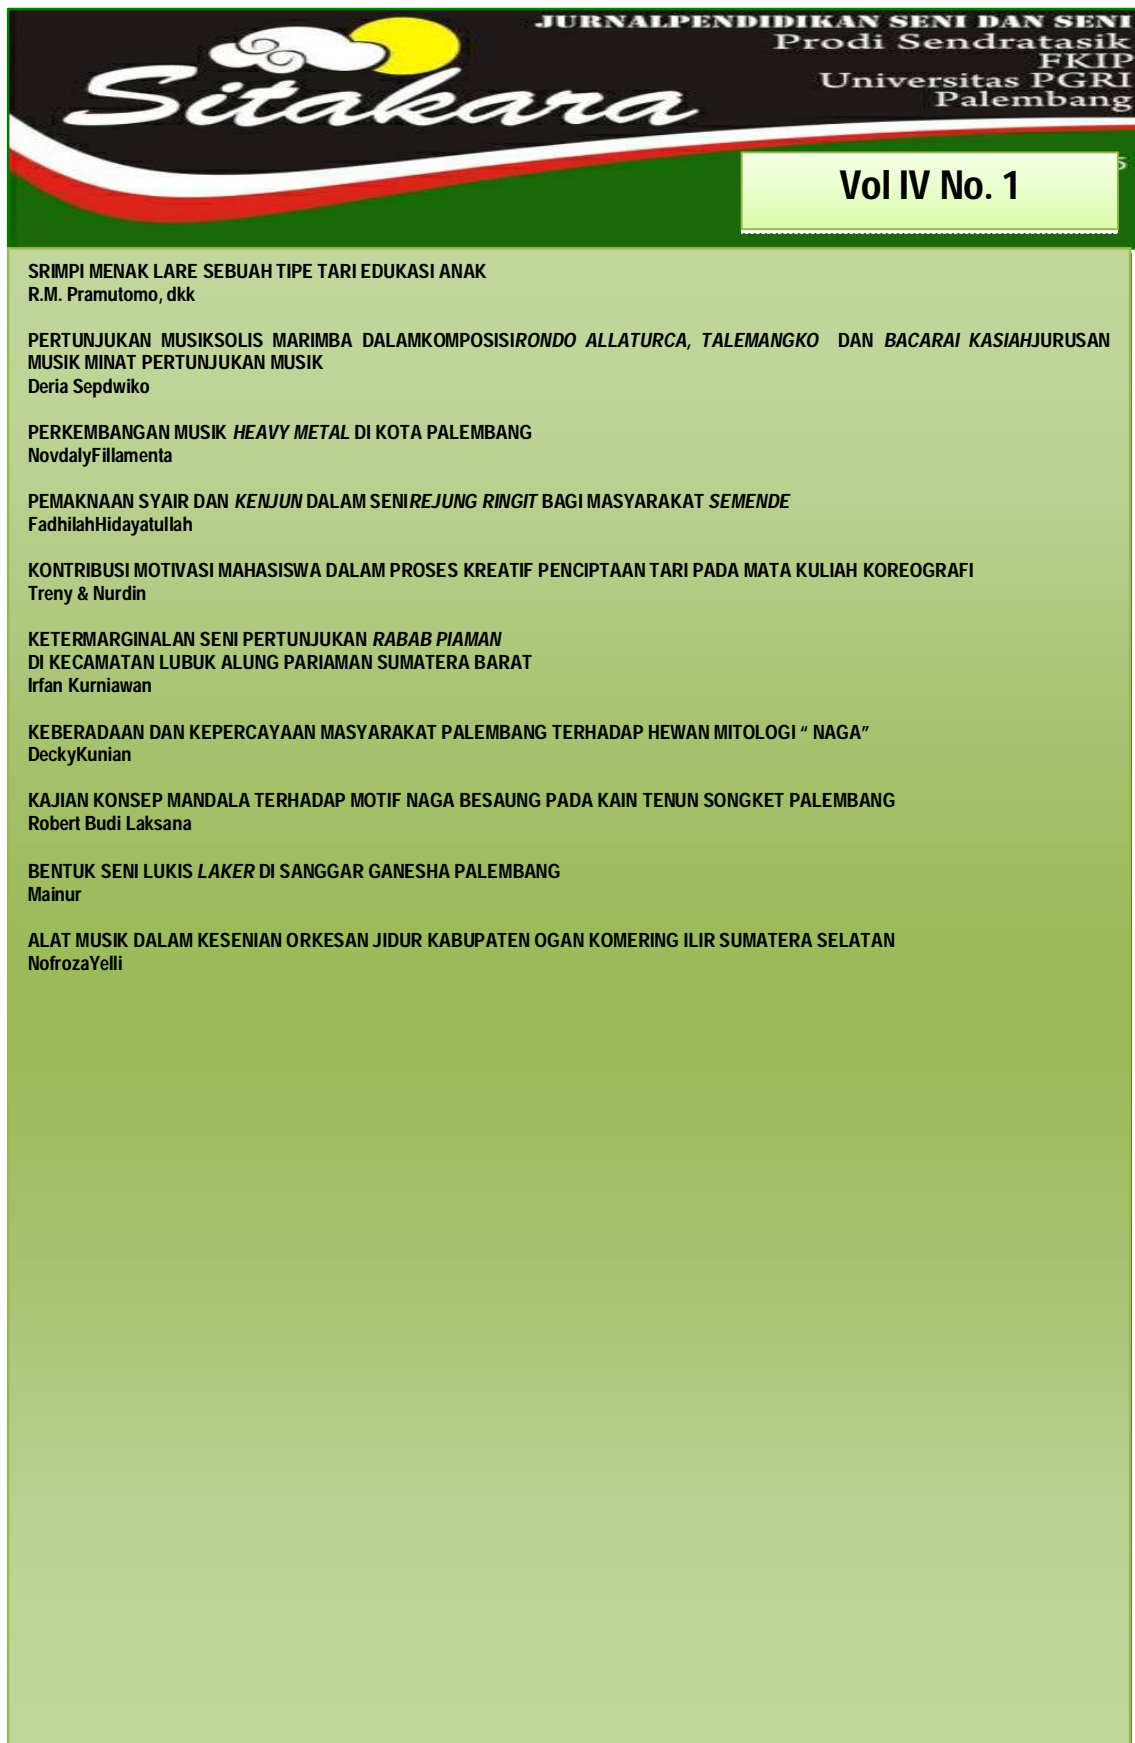 JURNALPENDIDIKAN SENI DAN SENI
Prodi Sendratasik
FKIP
Universitas PGRI
Palembang
Sitakara
5
Vol IV No. 1
SRIMPI MENAK LARE SEBUAH TIPE TARI EDUKASI ANAK
R.M. Pramutomo, dkk
PERTUNJUKAN MUSIKSOLIS MARIMBA DALAMKOMPOSISIRONDO ALLATURCA, TALEMANGKO DAN BACARAI KASIAHJURUSAN
MUSIK MINAT PERTUNJUKAN MUSIK
Deria Sepdwiko
PERKEMBANGAN MUSIK HEAVY METAL DI KOTA PALEMBANG
NovdalyFillamenta
PEMAKNAAN SYAIR DAN KENJUN DALAM SENIREJUNG RINGIT BAGI MASYARAKAT SEMENDE
FadhilahHidayatullah
KONTRIBUSI MOTIVASI MAHASISWA DALAM PROSES KREATIF PENCIPTAAN TARI PADA MATA KULIAH KOREOGRAFI
Treny & Nurdin
KETERMARGINALAN SENI PERTUNJUKAN RABAB PIAMAN
DI KECAMATAN LUBUK ALUNG PARIAMAN SUMATERA BARAT
Irfan Kurniawan
KEBERADAAN DAN KEPERCAYAAN MASYARAKAT PALEMBANG TERHADAP HEWAN MITOLOGI “ NAGA”
DeckyKunian
KAJIAN KONSEP MANDALA TERHADAP MOTIF NAGA BESAUNG PADA KAIN TENUN SONGKET PALEMBANG
Robert Budi Laksana
BENTUK SENI LUKIS LAKER DI SANGGAR GANESHA PALEMBANG
Mainur
ALAT MUSIK DALAM KESENIAN ORKESAN JIDUR KABUPATEN OGAN KOMERING ILIR SUMATERA SELATAN
NofrozaYelli